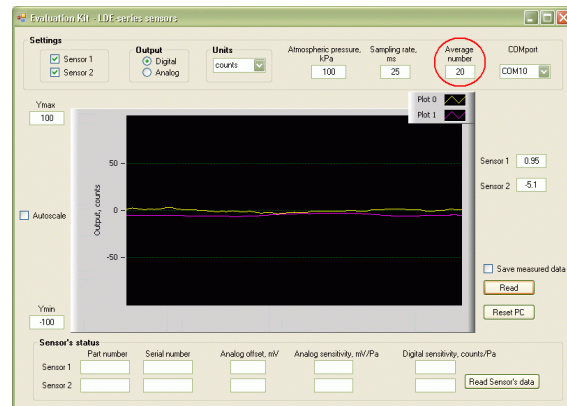 Evaluation Kit - LDE-series sensors
Settings
Sensor 1
Sensor 2
Output
Digital
Analog
Units
counts
Atmospheric pressure, kPa
100
Sampling rate, ms
25
Average number
20
COMport
COM10
Ymax
100
Plot 0
Plot 1
50
0
-50
Output, counts
Autoscale
Sensor 1 0.95
Sensor 2 -5.1
Save measured data
Read
Reset PC
Ymin
-100
Sensor's status
Part number Serial number Analog offset, mV Analog sensitivity, mV/Pa Digital sensitivity, counts/Pa
Sensor 1
Sensor 2
Read Sensor's data